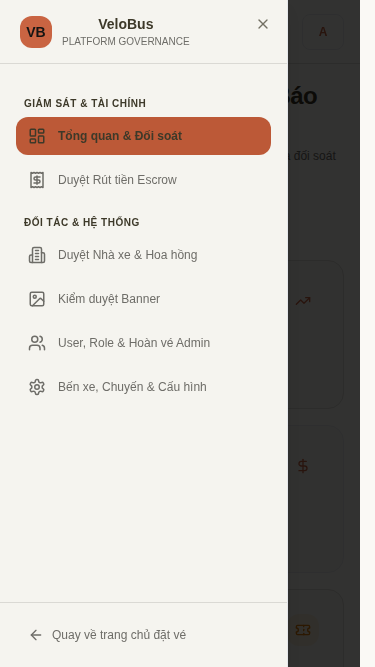 VB
VeloBus
PLATFORM GOVERNANCE
A
GIÁM SÁT & TÀI CHÍNH
Tổng quan & Đối soát
Duyệt Rút tiền Escrow
ĐỐI TÁC & HỆ THỐNG
Duyệt Nhà xe & Hoa hồng
Kiểm duyệt Banner
User, Role & Hoàn vé Admin
Bến xe, Chuyến & Cấu hình
Quay về trang chủ đặt vé
đối soát